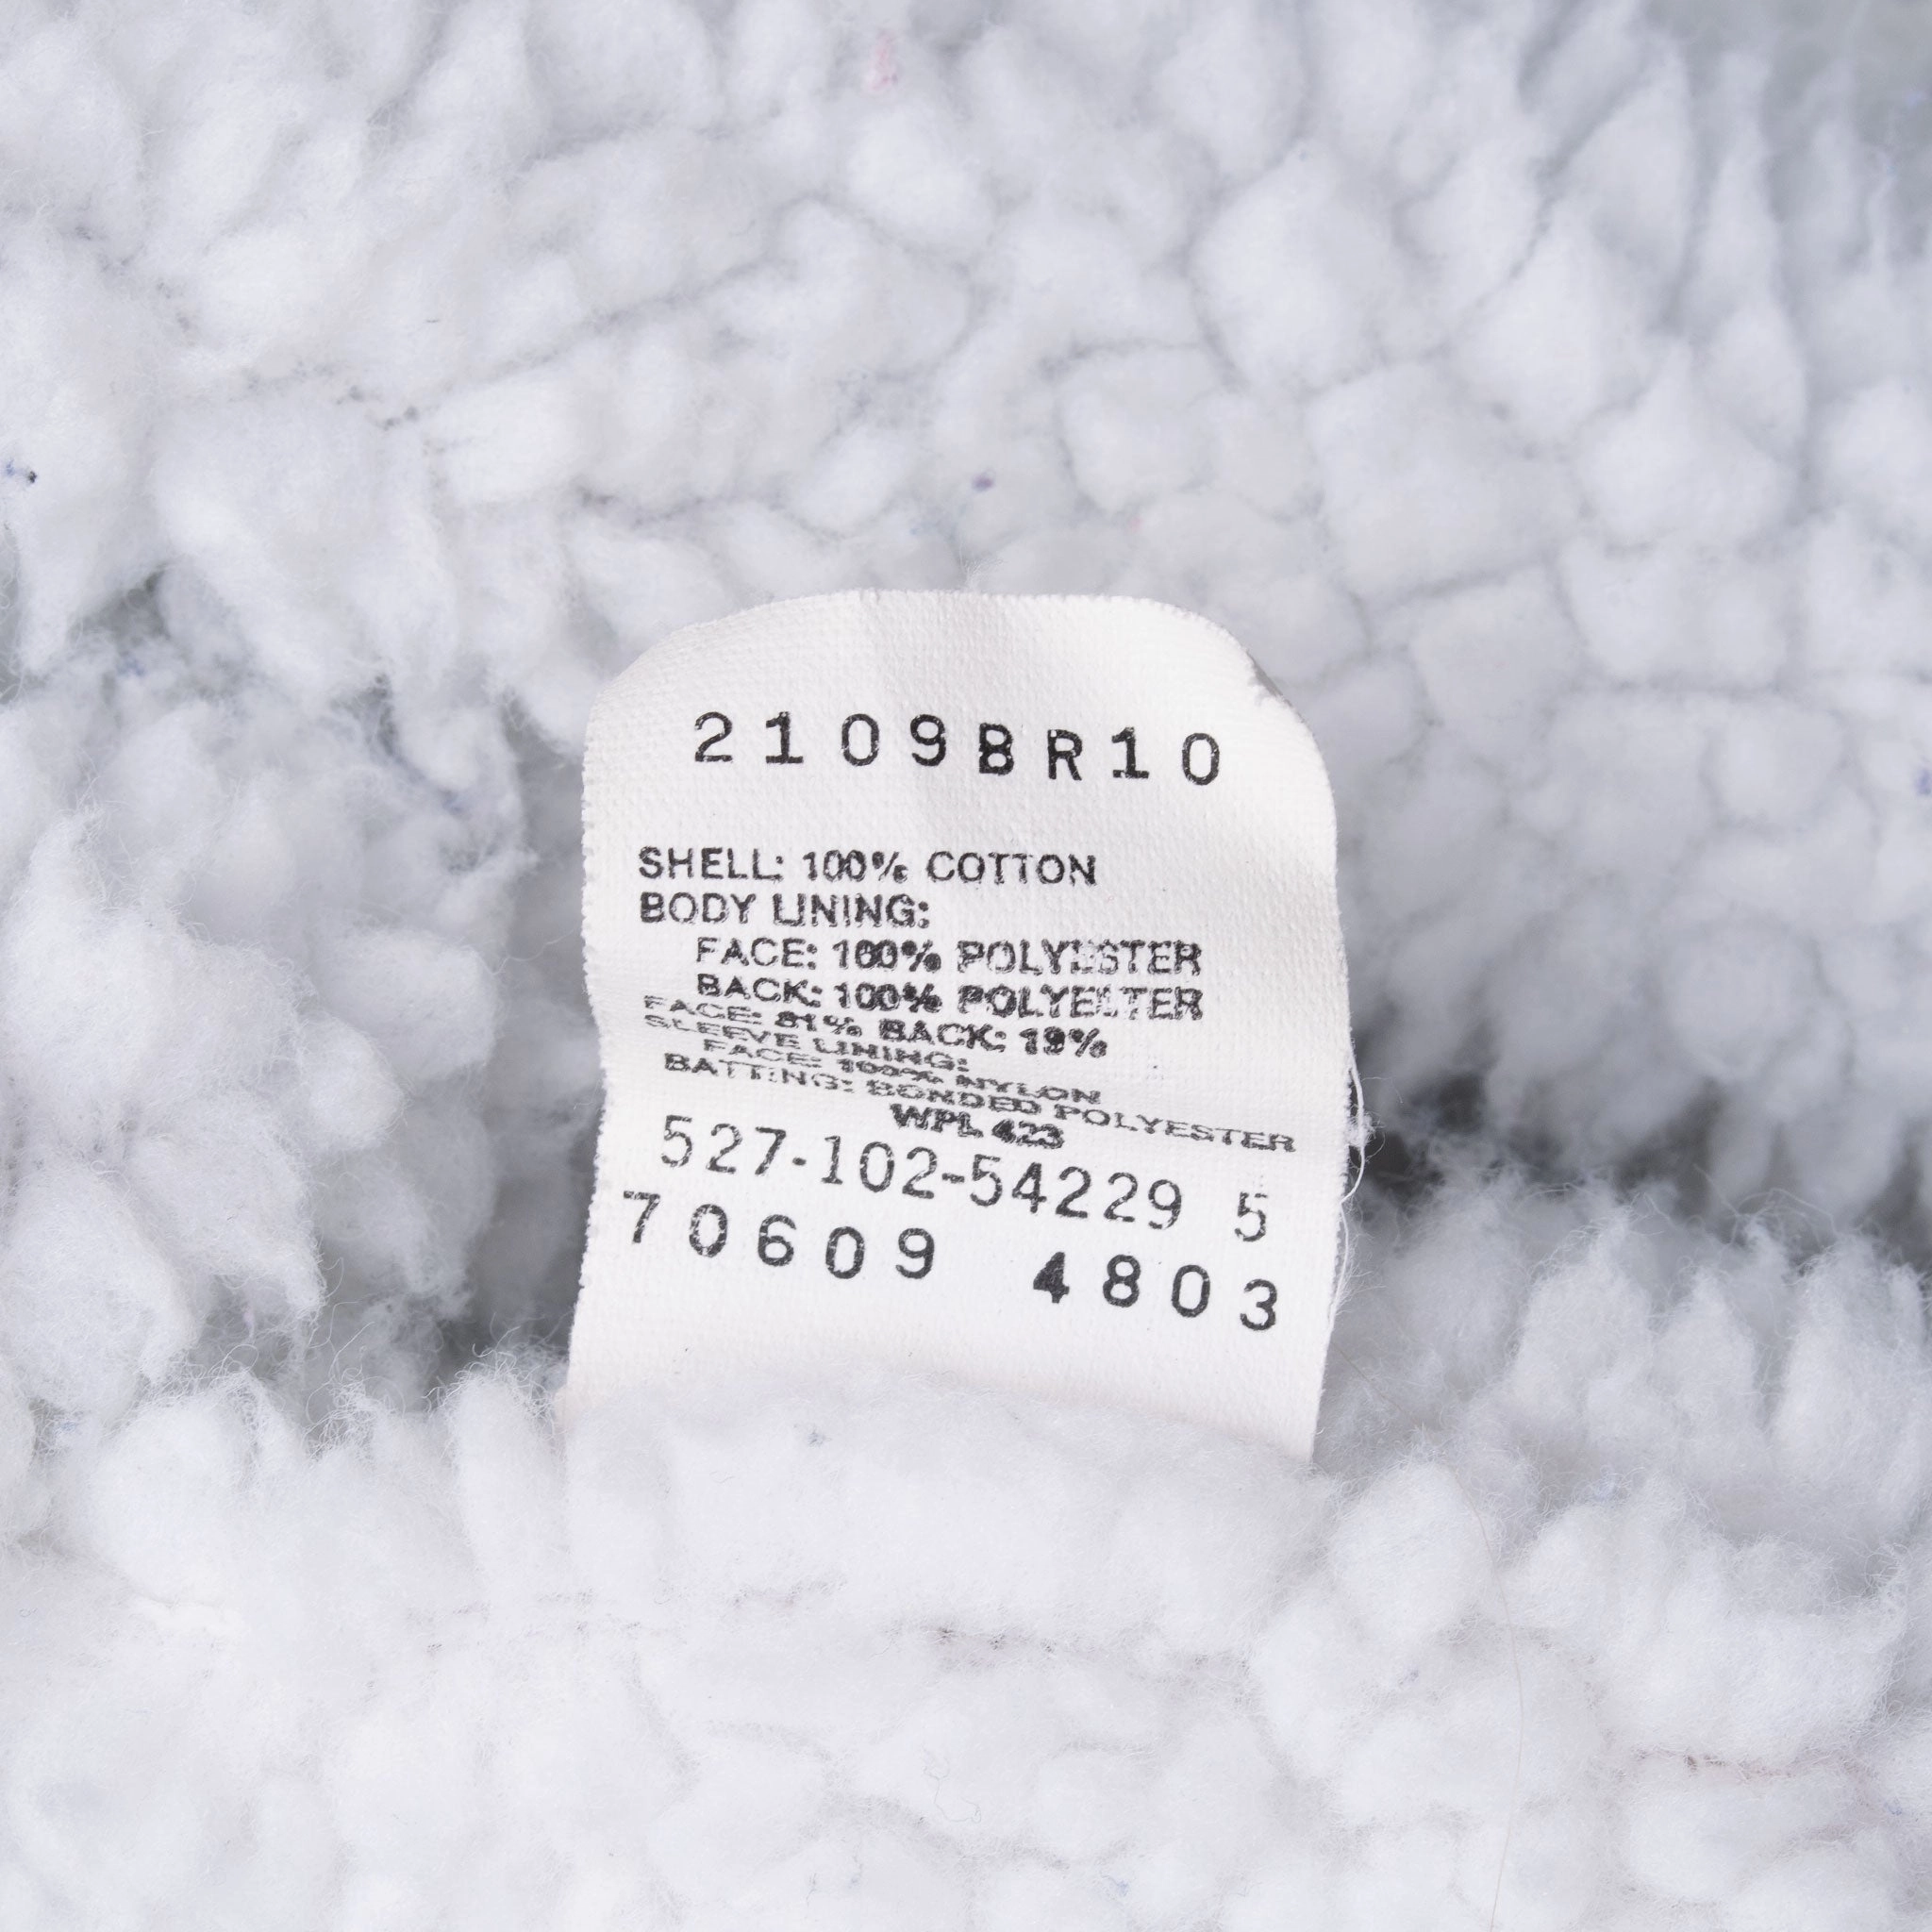 2109BR10
SHELL: 100% COTTON
BODY LINING:
FACE: 100% POLYESTER
BACK: 100% POLYESTER
FACE: 81% BACK: 19%
SLEEVE LINING:
FACE: 100% NYLON
BATTING: BONDED POLYESTER
WPL 423
527-102-54229 5
70609 4803